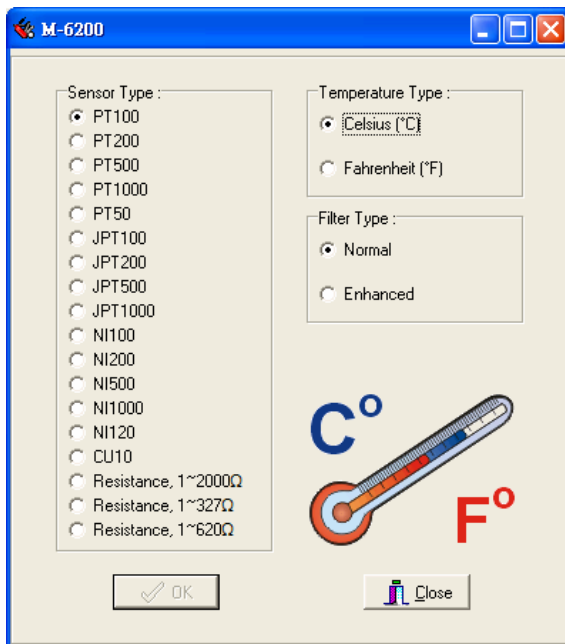 M-6200
Sensor Type :
PT100
PT200
PT500
PT1000
PT50
JPT100
JPT200
JPT500
JPT1000
NI100
NI200
NI500
NI1000
NI120
CU10
Resistance, 1~2000Ω
Resistance, 1~327Ω
Resistance, 1~620Ω
Temperature Type :
Celsius (°C)
Fahrenheit (°F)
Filter Type :
Normal
Enhanced
C°
F°
OK
Close